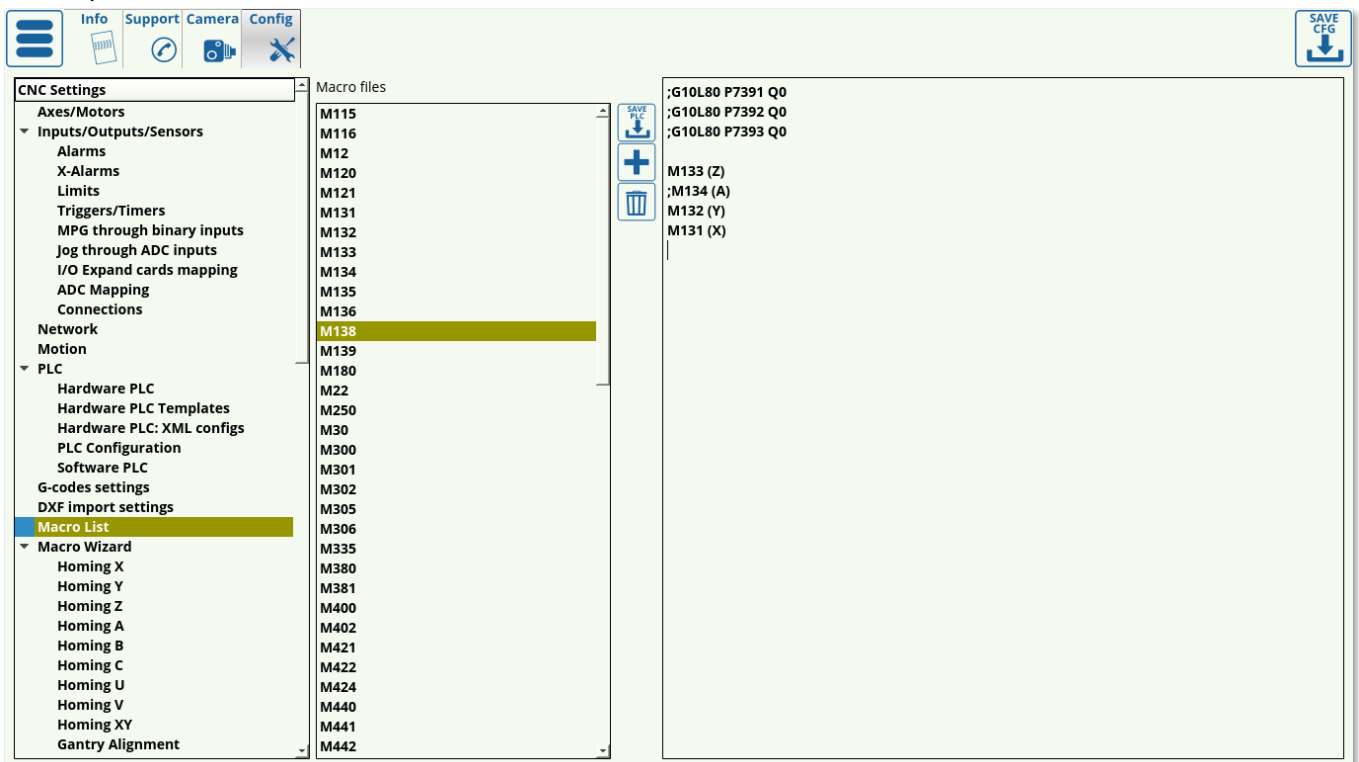 Info
Support
Camera
Config
SAVE
CFG
CNC Settings
Axes/Motors
Inputs/Outputs/Sensors
Alarms
X-Alarms
Limits
Triggers/Timers
MPG through binary inputs
Jog through ADC inputs
I/O Expand cards mapping
ADC Mapping
Connections
Network
Motion
PLC
Hardware PLC
Hardware PLC Templates
Hardware PLC: XML configs
PLC Configuration
Software PLC
G-codes settings
DXF import settings
Macro List
Macro Wizard
Homing X
Homing Y
Homing Z
Homing A
Homing B
Homing C
Homing U
Homing V
Homing XY
Gantry Alignment
Macro files
M115
M116
M12
M120
M121
M131
M132
M133
M134
M135
M136
M138
M139
M180
M22
M250
M30
M300
M301
M302
M305
M306
M335
M380
M381
M400
M402
M421
M422
M424
M440
M441
M442
SAVE
PLC
;G10L80 P7391 Q0
;G10L80 P7392 Q0
;G10L80 P7393 Q0
M133 (Z)
;M134 (A)
M132 (Y)
M131 (X)